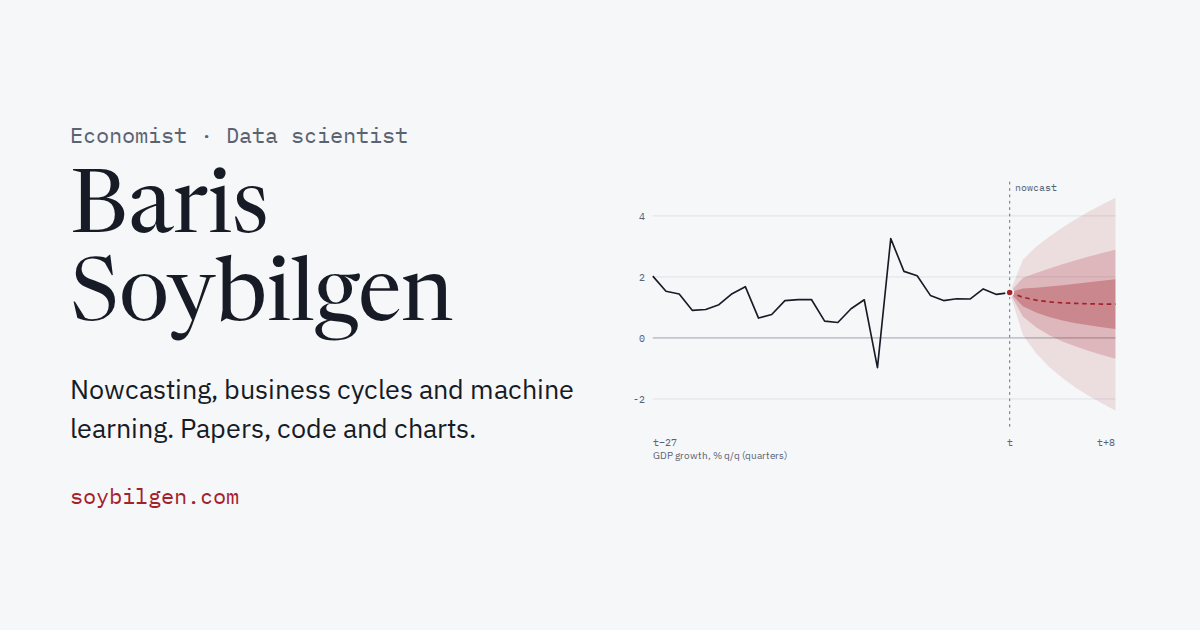 Economist · Data scientist
Baris
Soybilgen
Nowcasting, business cycles and machine
learning. Papers, code and charts.
soybilgen.com
nowcast
4
2
0
-2
t−27
t
t+8
GDP growth, % q/q (quarters)